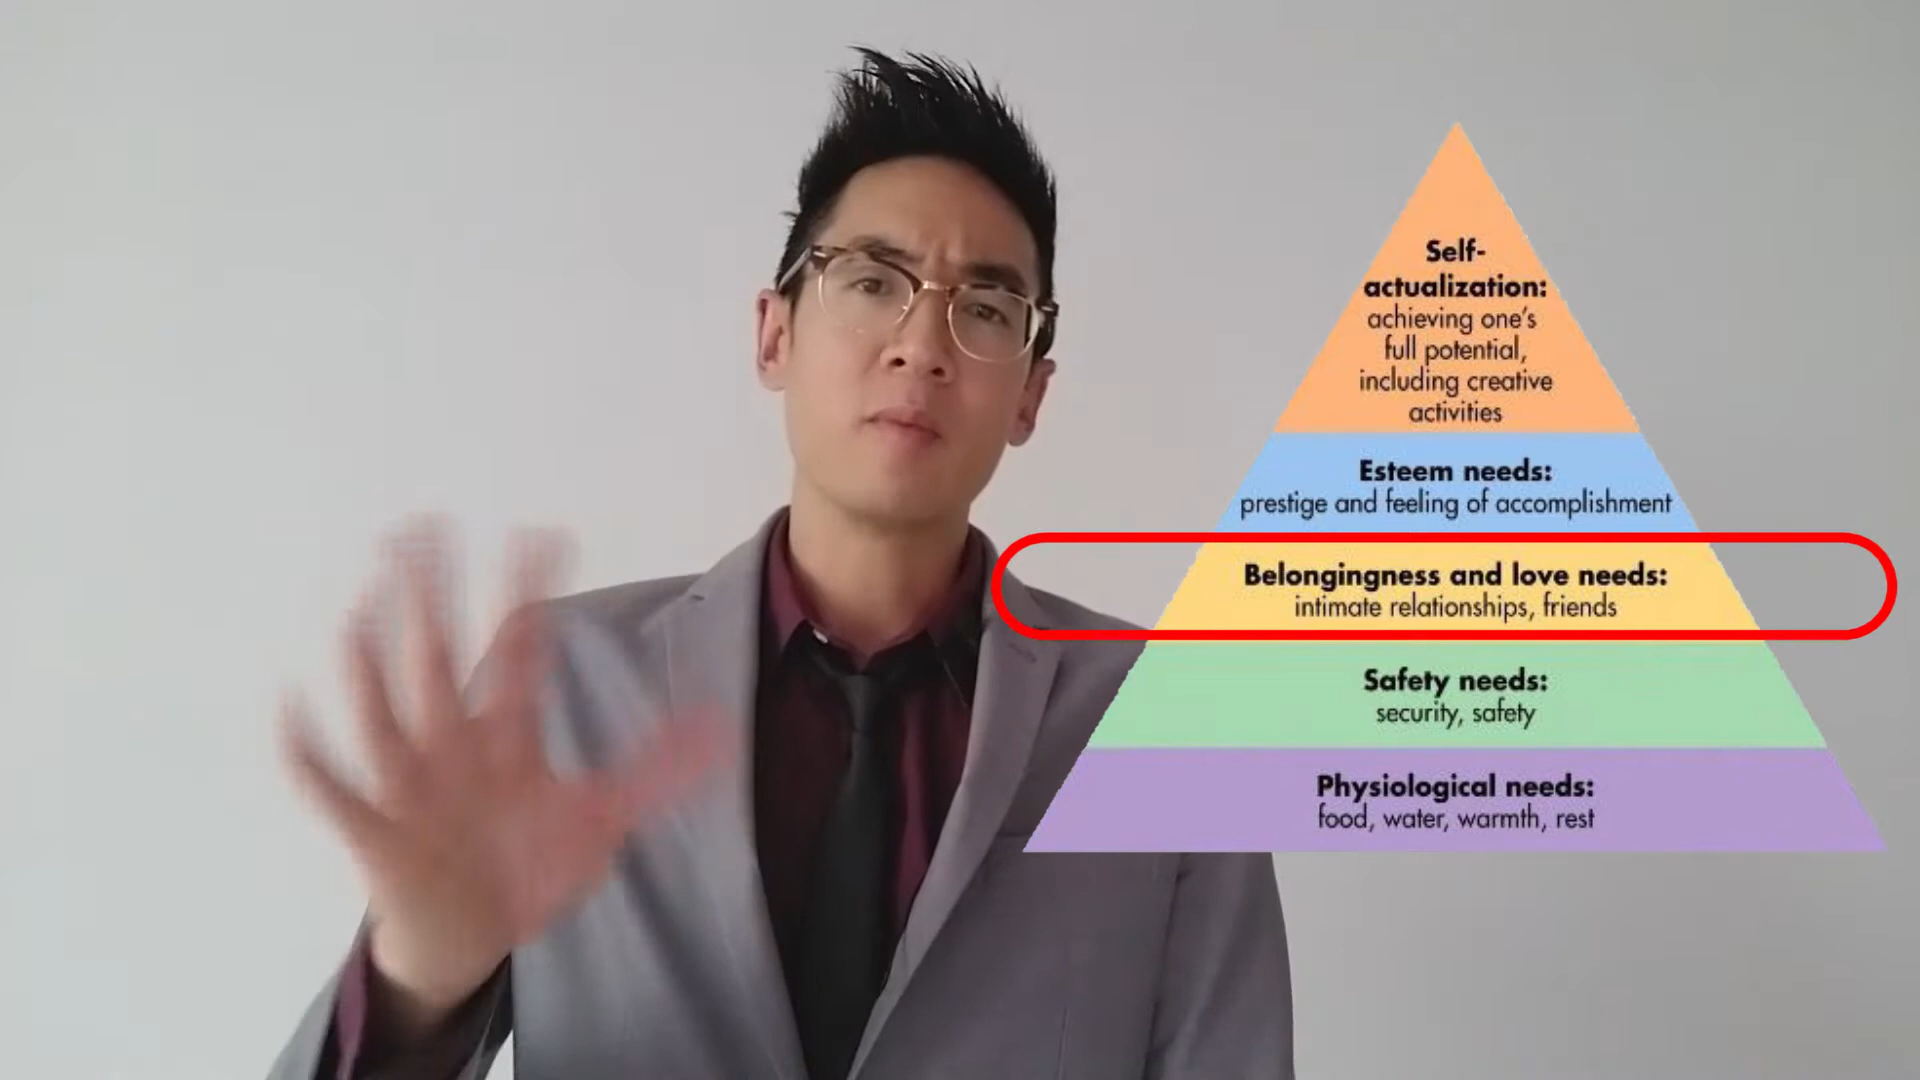 Self-
actualization:
achieving one's
full potential,
including creative
activities
Esteem needs:
prestige and feeling of accomplishment
Belongingness and love needs:
intimate relationships, friends
Safety needs:
security, safety
Physiological needs:
food, water, warmth, rest